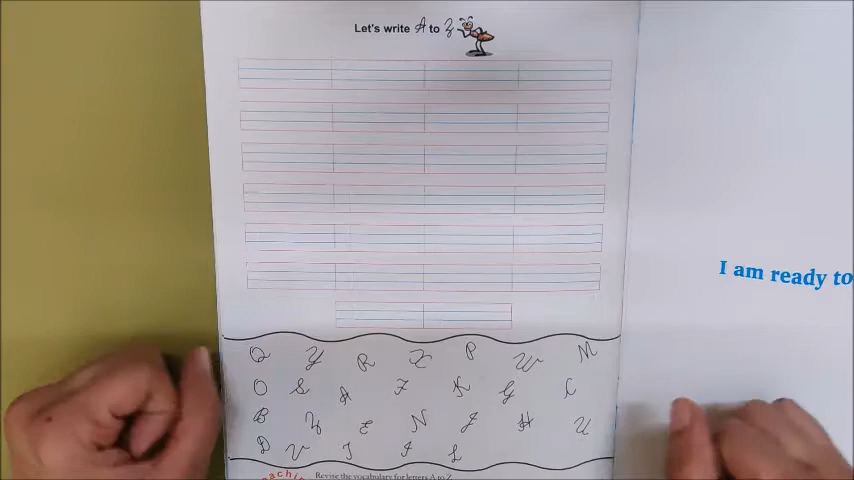 Let's write A to Z
Q Y R X P W M
O S A F K G C
B Z E N J H U
D V T I L
Revise the vocabulary for letters A to Z
I am ready to